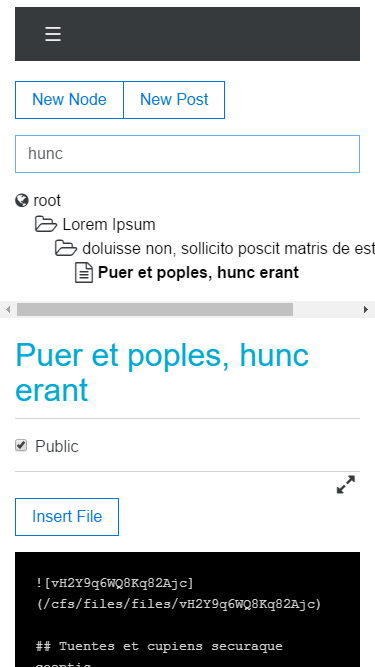 New Node New Post
hunc
root
Lorem Ipsum
doluisse non, sollicito poscit matris de est
Puer et poples, hunc erant
Puer et poples, hunc
erant
Public
Insert File
![vH2Y9q6WQ8Kq82Ajc]
(/cfs/files/files/vH2Y9q6WQ8Kq82Ajc)
## Tuentes et cupiens securaque